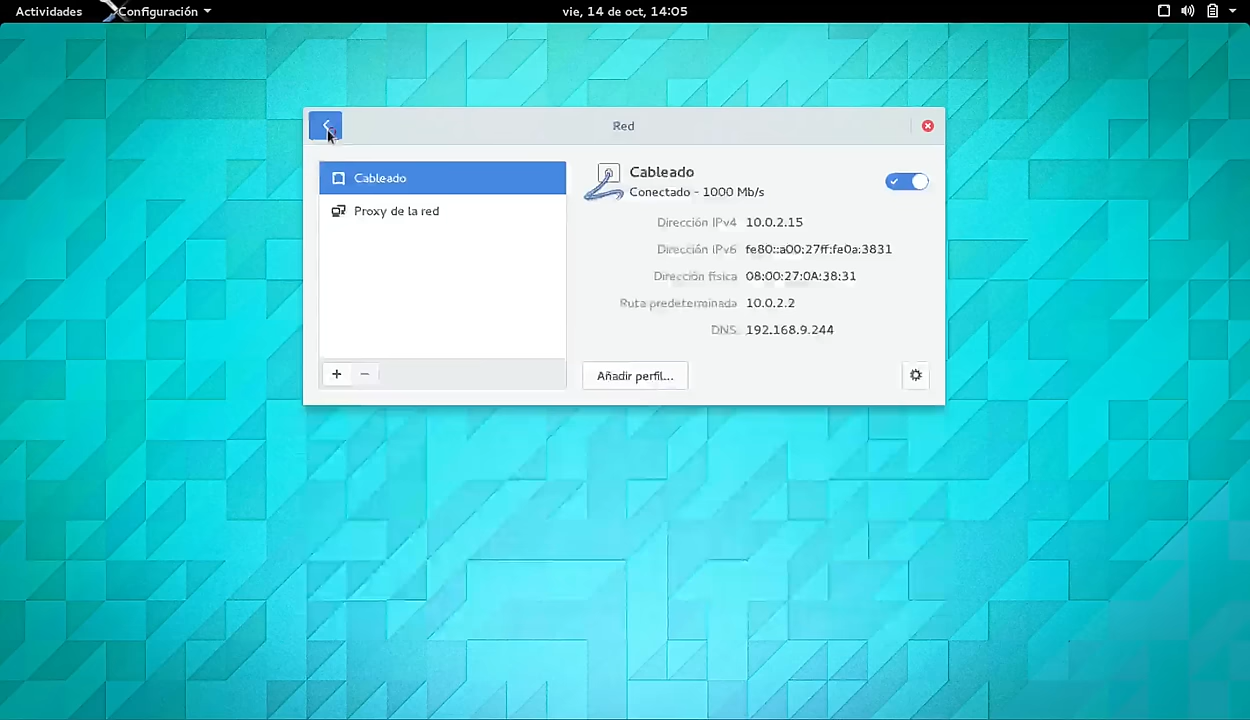 Actividades Configuración vie, 14 de oct, 14:05
Red
Cableado
Proxy de la red
Cableado
Conectado - 1000 Mb/s
Dirección IPv4 10.0.2.15
Dirección IPv6 fe80::a00:27ff:fe0a:3831
Dirección física 08:00:27:0A:38:31
Ruta predeterminada 10.0.2.2
DNS 192.168.9.244
Añadir perfil...